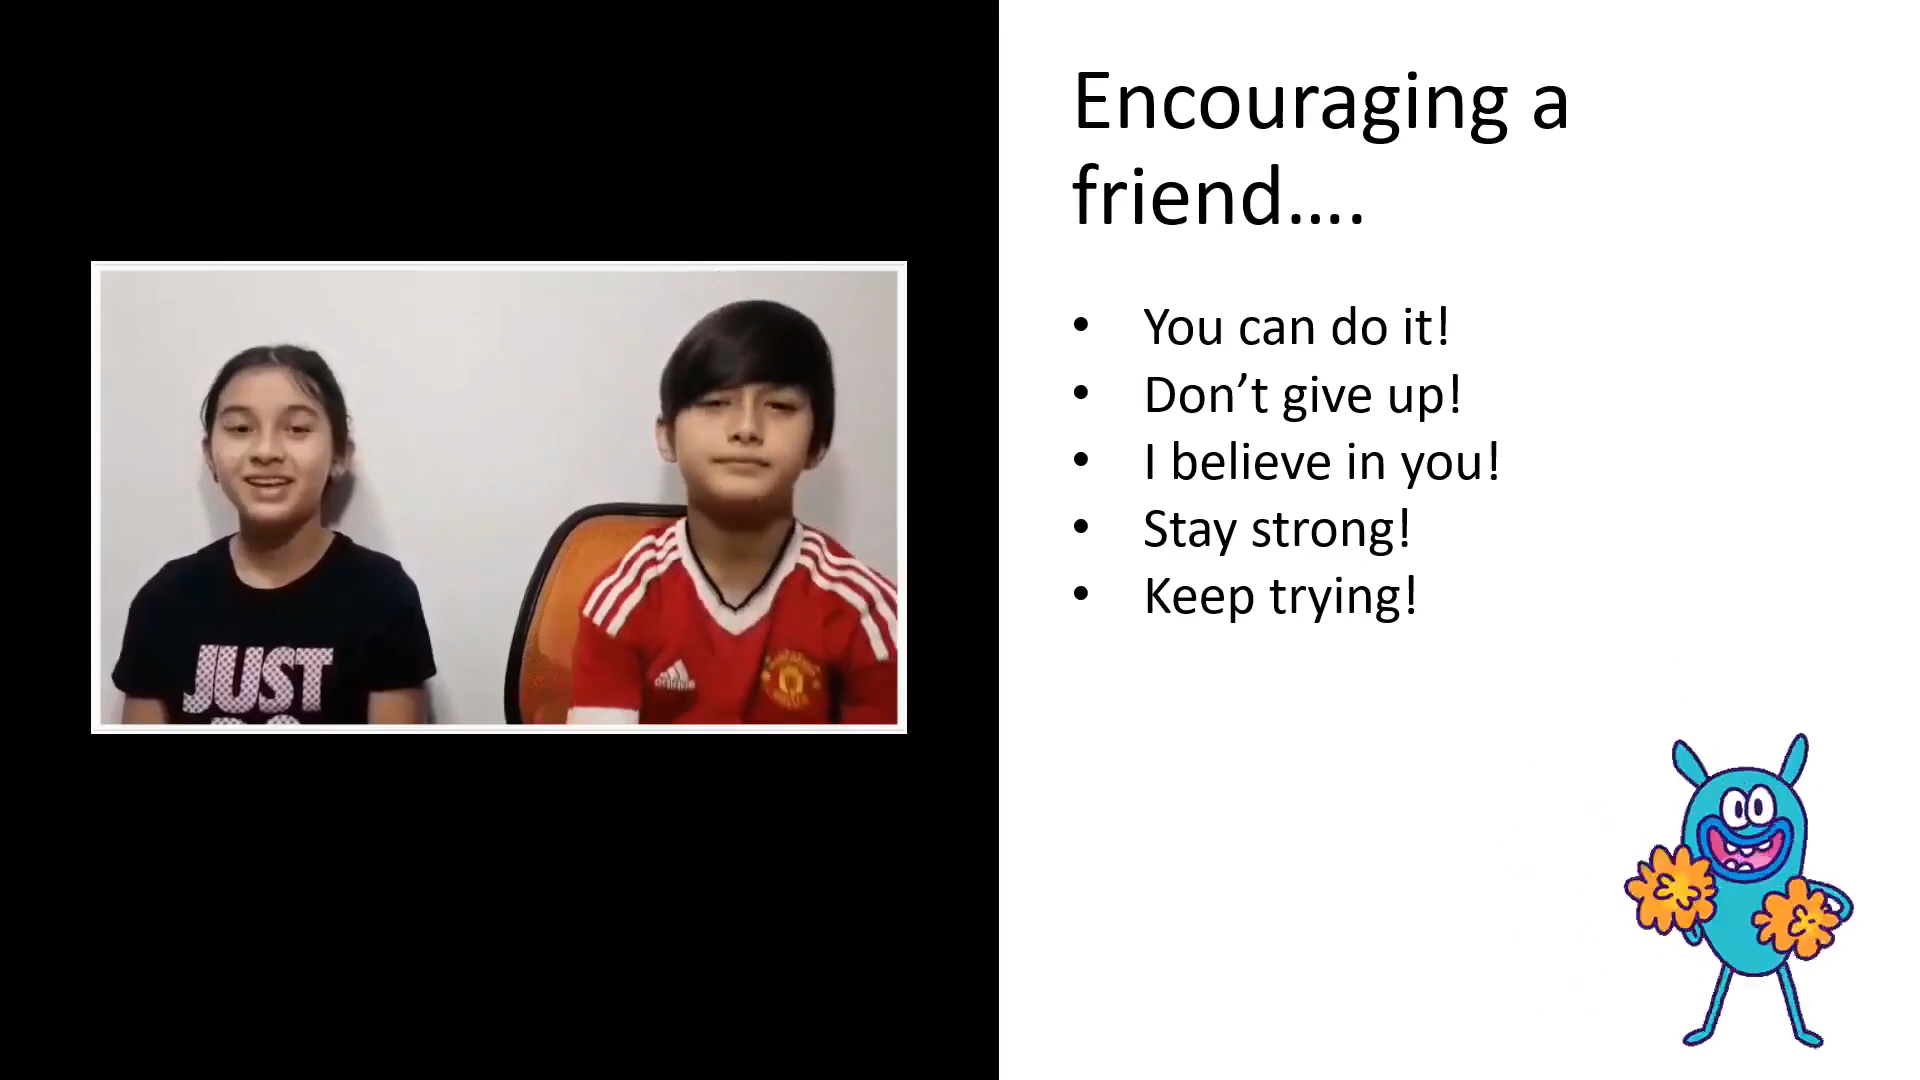 Encouraging a
friend....
• You can do it!
• Don’t give up!
• I believe in you!
• Stay strong!
• Keep trying!
JUST
adidas